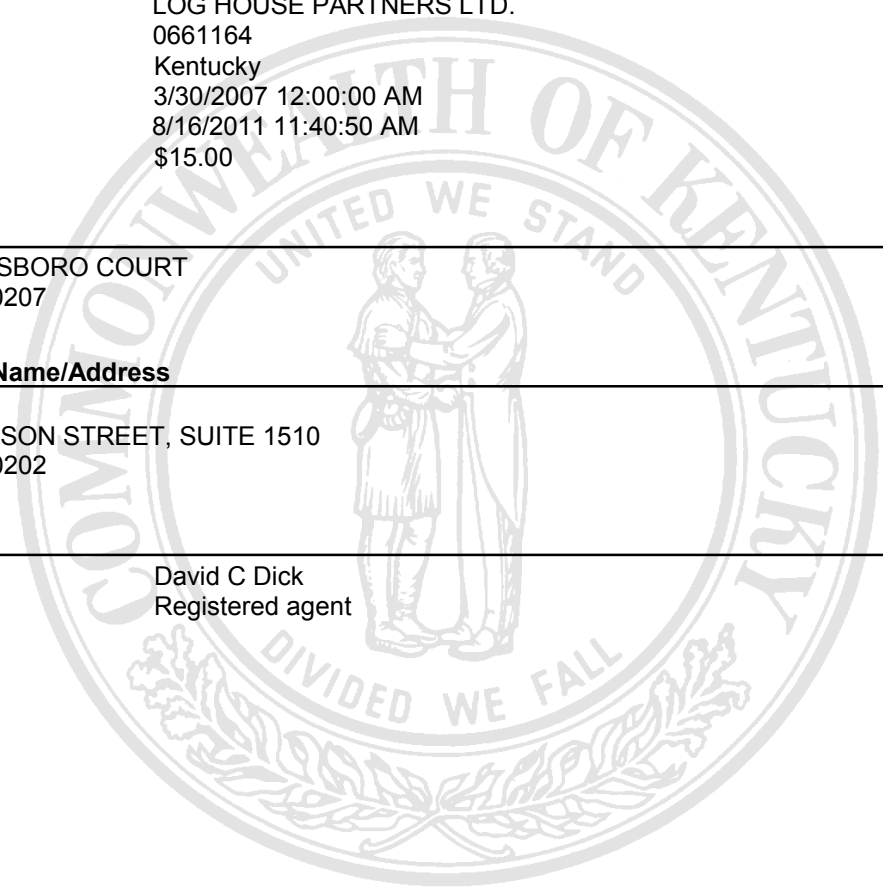 LOG HOUSE PARTNERS LTD.
0661164
Kentucky
3/30/2007 12:00:00 AM
8/16/2011 11:40:50 AM
$15.00
SBORO COURT
0207
Name/Address
SON STREET, SUITE 1510
0202
David C Dick
Registered agent
COMMONWEALTH OF KENTUCKY
UNITED WE STAND
DIVIDED WE FALL